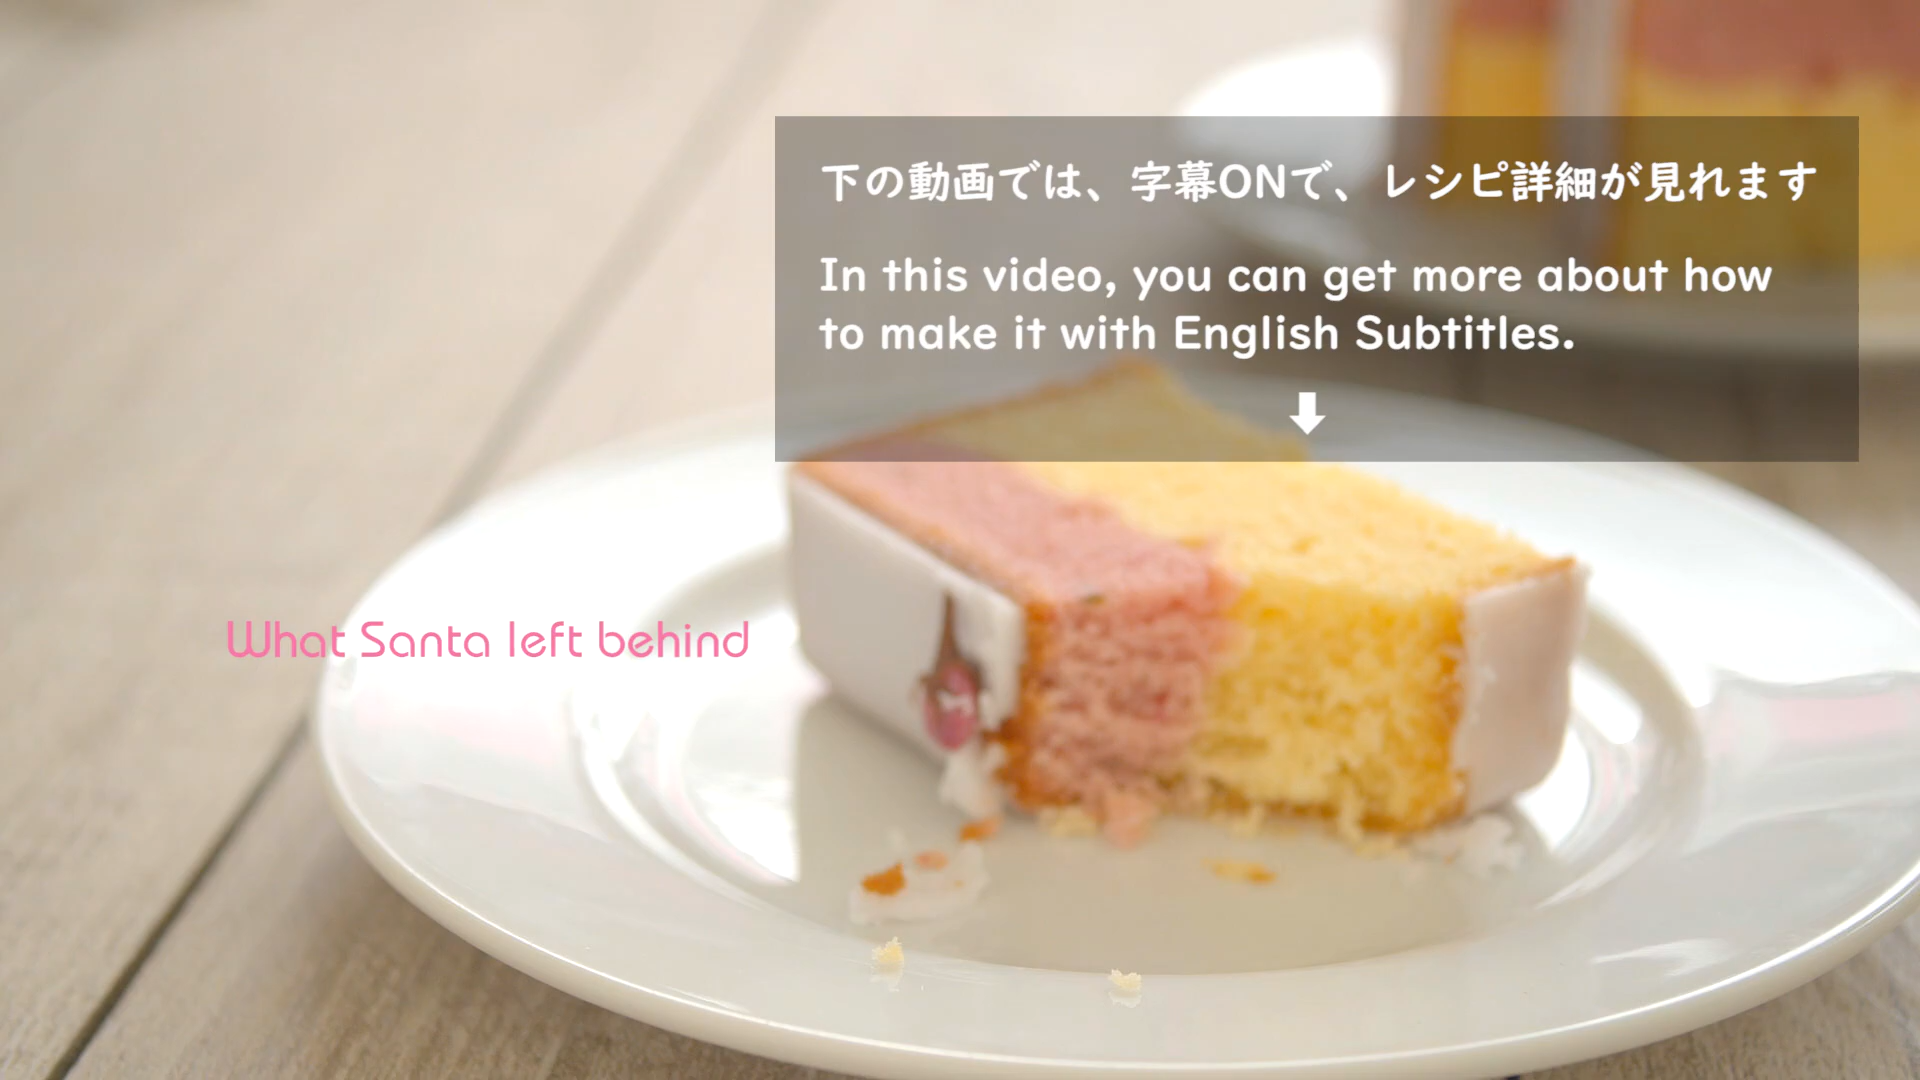 下の動画では、字幕ONで、レシピ詳細が見れます
In this video, you can get more about how
to make it with English Subtitles.
What Santa left behind